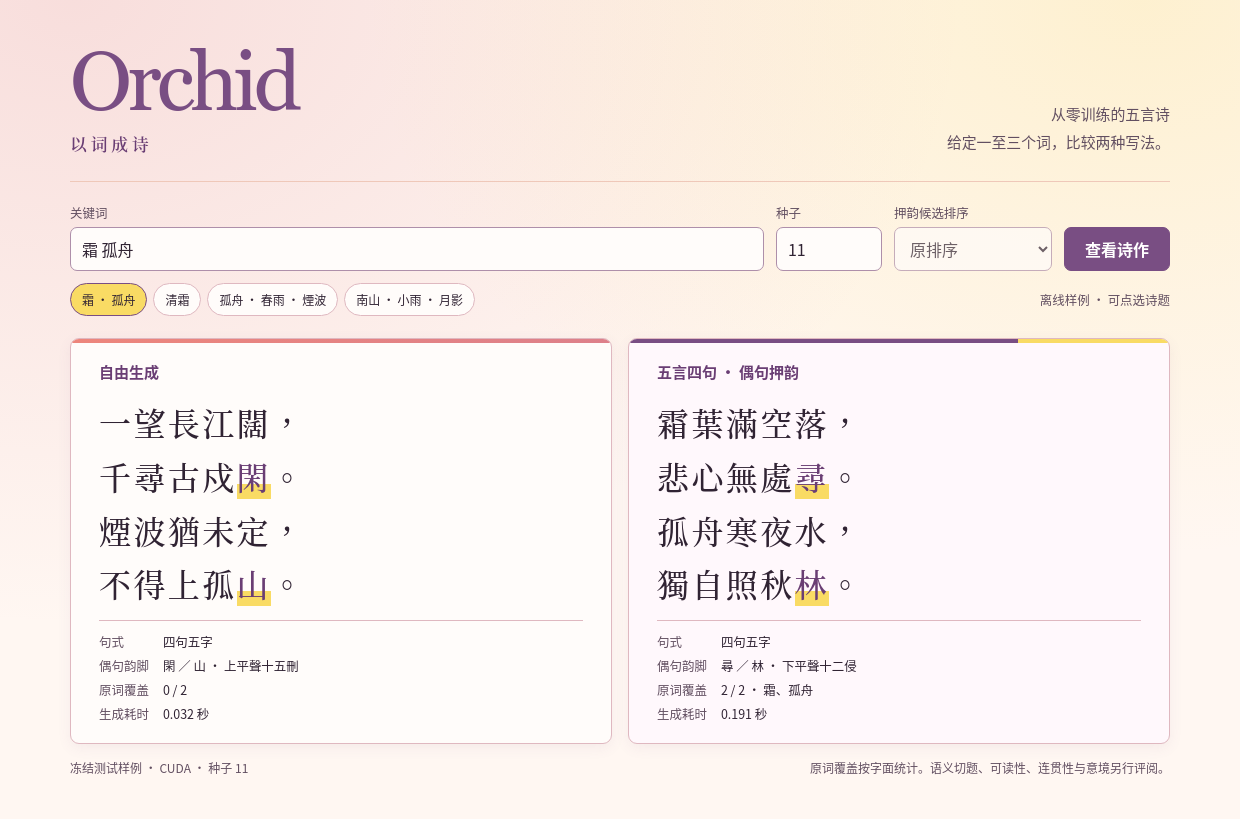 Orchid
以词成诗
从零训练的五言诗
给定一至三个词，比较两种写法。
关键词
种子
押韵候选排序
霜 孤舟
11
原排序
查看诗作
霜 · 孤舟
清霜
孤舟 · 春雨 · 煙波
南山 · 小雨 · 月影
离线样例 · 可点选诗题
自由生成
一望長江闊，
千尋古戍閑。
煙波猶未定，
不得上孤山。
句式 四句五字
偶句韵脚 閑 ／ 山 · 上平聲十五刪
原词覆盖 0 / 2
生成耗时 0.032 秒
五言四句 · 偶句押韵
霜葉滿空落，
悲心無處尋。
孤舟寒夜水，
獨自照秋林。
句式 四句五字
偶句韵脚 尋 ／ 林 · 下平聲十二侵
原词覆盖 2 / 2 · 霜、孤舟
生成耗时 0.191 秒
冻结测试样例 · CUDA · 种子 11
原词覆盖按字面统计。语义切题、可读性、连贯性与意境另行评阅。